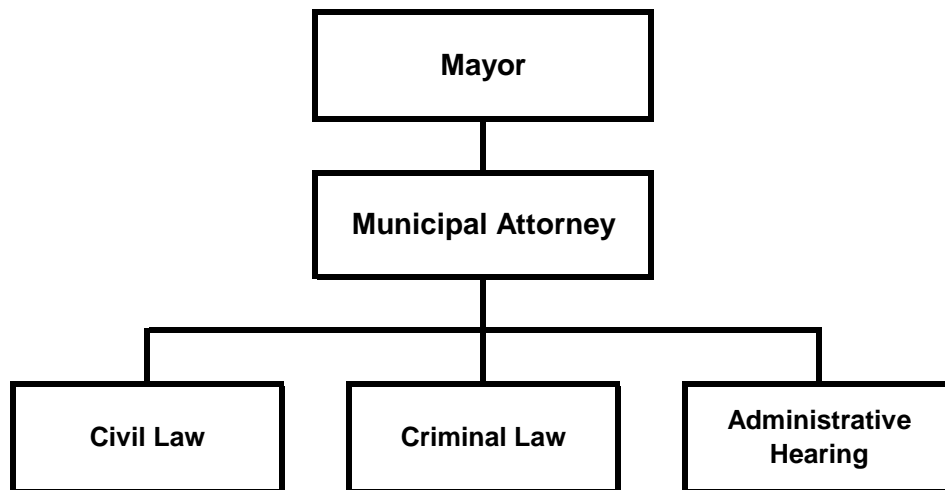 Mayor
Municipal Attorney
Civil Law
Criminal Law
Administrative
Hearing